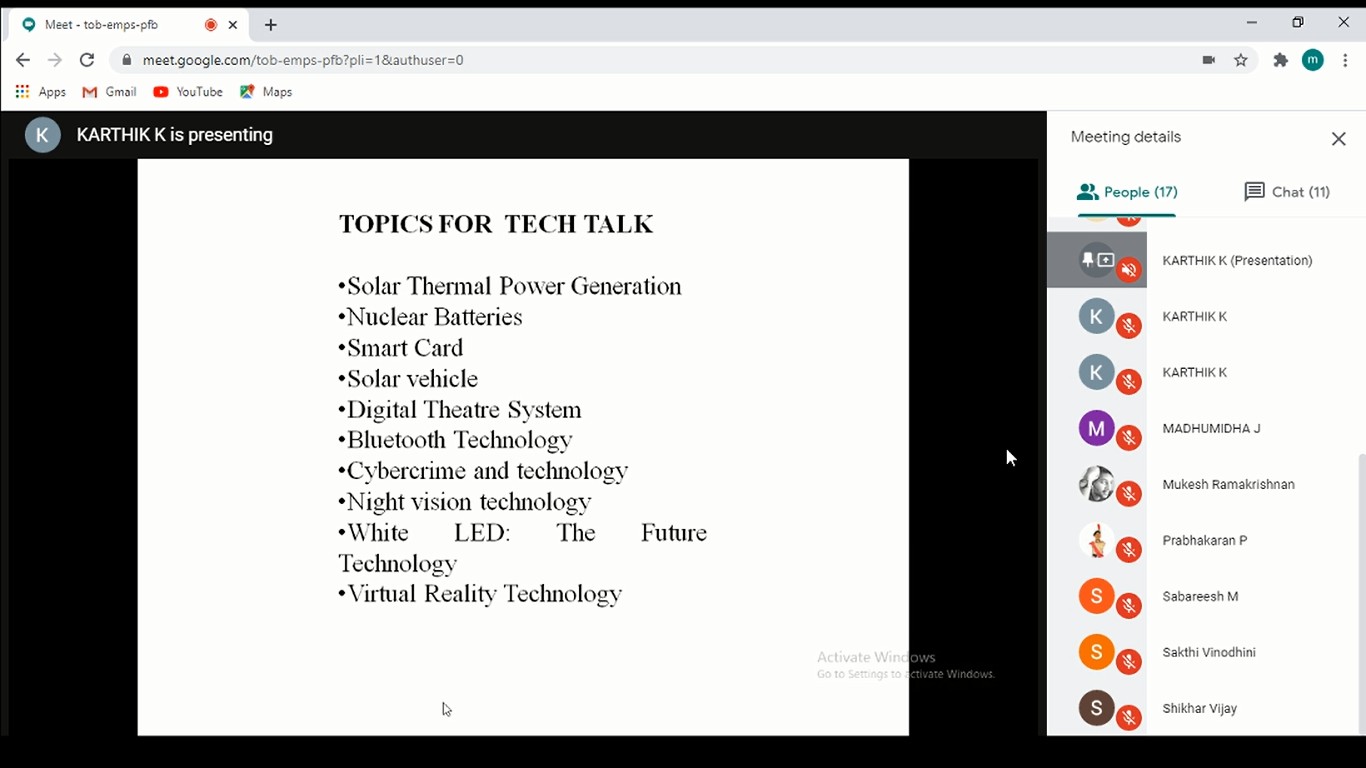 Meet - tob-emps-pfb
meet.google.com/tob-emps-pfb?pli=1&authuser=0
m
Apps
Gmail
YouTube
Maps
K
KARTHIK K is presenting
TOPICS FOR TECH TALK
•Solar Thermal Power Generation
•Nuclear Batteries
•Smart Card
•Solar vehicle
•Digital Theatre System
•Bluetooth Technology
•Cybercrime and technology
•Night vision technology
•White LED: The Future
Technology
•Virtual Reality Technology
Activate Windows
Go to Settings to activate Windows.
Meeting details
People (17)
Chat (11)
KARTHIK K (Presentation)
K
KARTHIK K
K
KARTHIK K
M
MADHUMIDHA J
Mukesh Ramakrishnan
Prabhakaran P
S
Sabareesh M
S
Sakthi Vinodhini
S
Shikhar Vijay